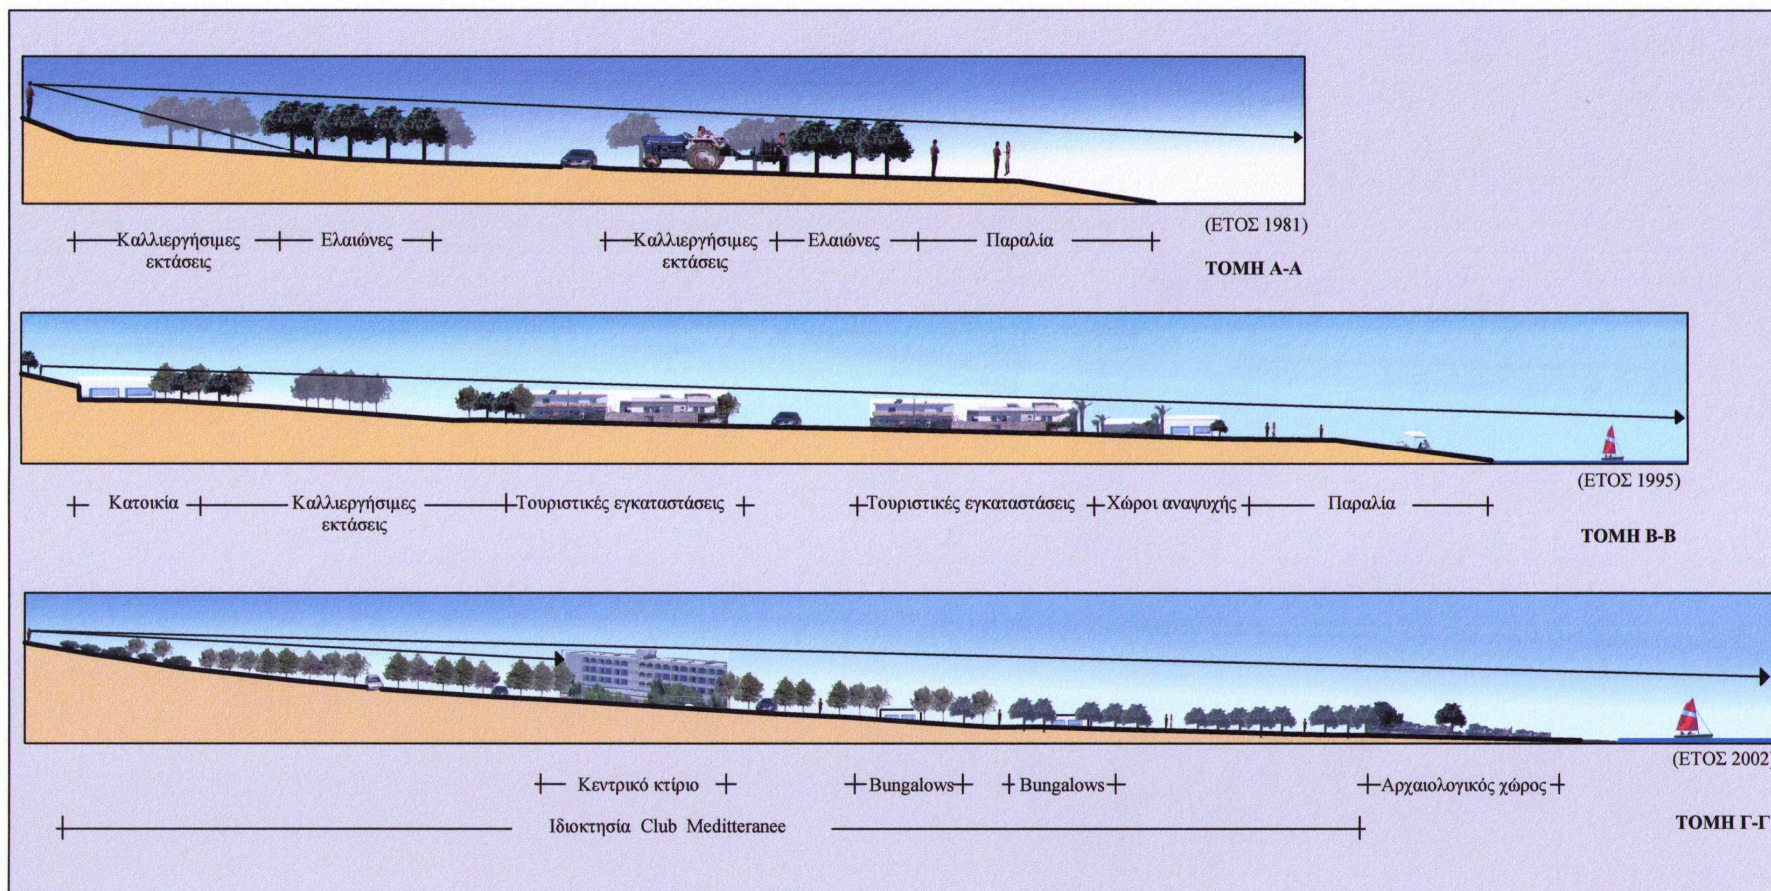 (ΕΤΟΣ 1981)
Καλλιεργήσιμες Ελαιώνες Καλλιεργήσιμες Ελαιώνες Παραλία
εκτάσεις εκτάσεις
ΤΟΜΗ Α-Α
(ΕΤΟΣ 1995)
Κατοικία Καλλιεργήσιμες Τουριστικές εγκαταστάσεις Τουριστικές εγκαταστάσεις Χώροι αναψυχής Παραλία
εκτάσεις
ΤΟΜΗ Β-Β
(ΕΤΟΣ 2002)
Κεντρικό κτίριο Bungalows Bungalows Αρχαιολογικός χώρος
Ιδιοκτησία Club Meditteranee
ΤΟΜΗ Γ-Γ